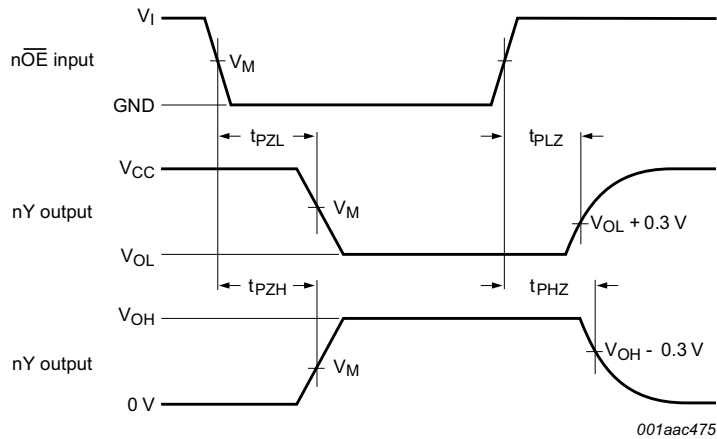 V_I
nO̅E̅ input
V_M
GND
t_PZL
t_PLZ
V_CC
nY output
V_M
V_OL + 0.3 V
V_OL
t_PZH
t_PHZ
V_OH
nY output
V_M
V_OH - 0.3 V
0 V
001aac475